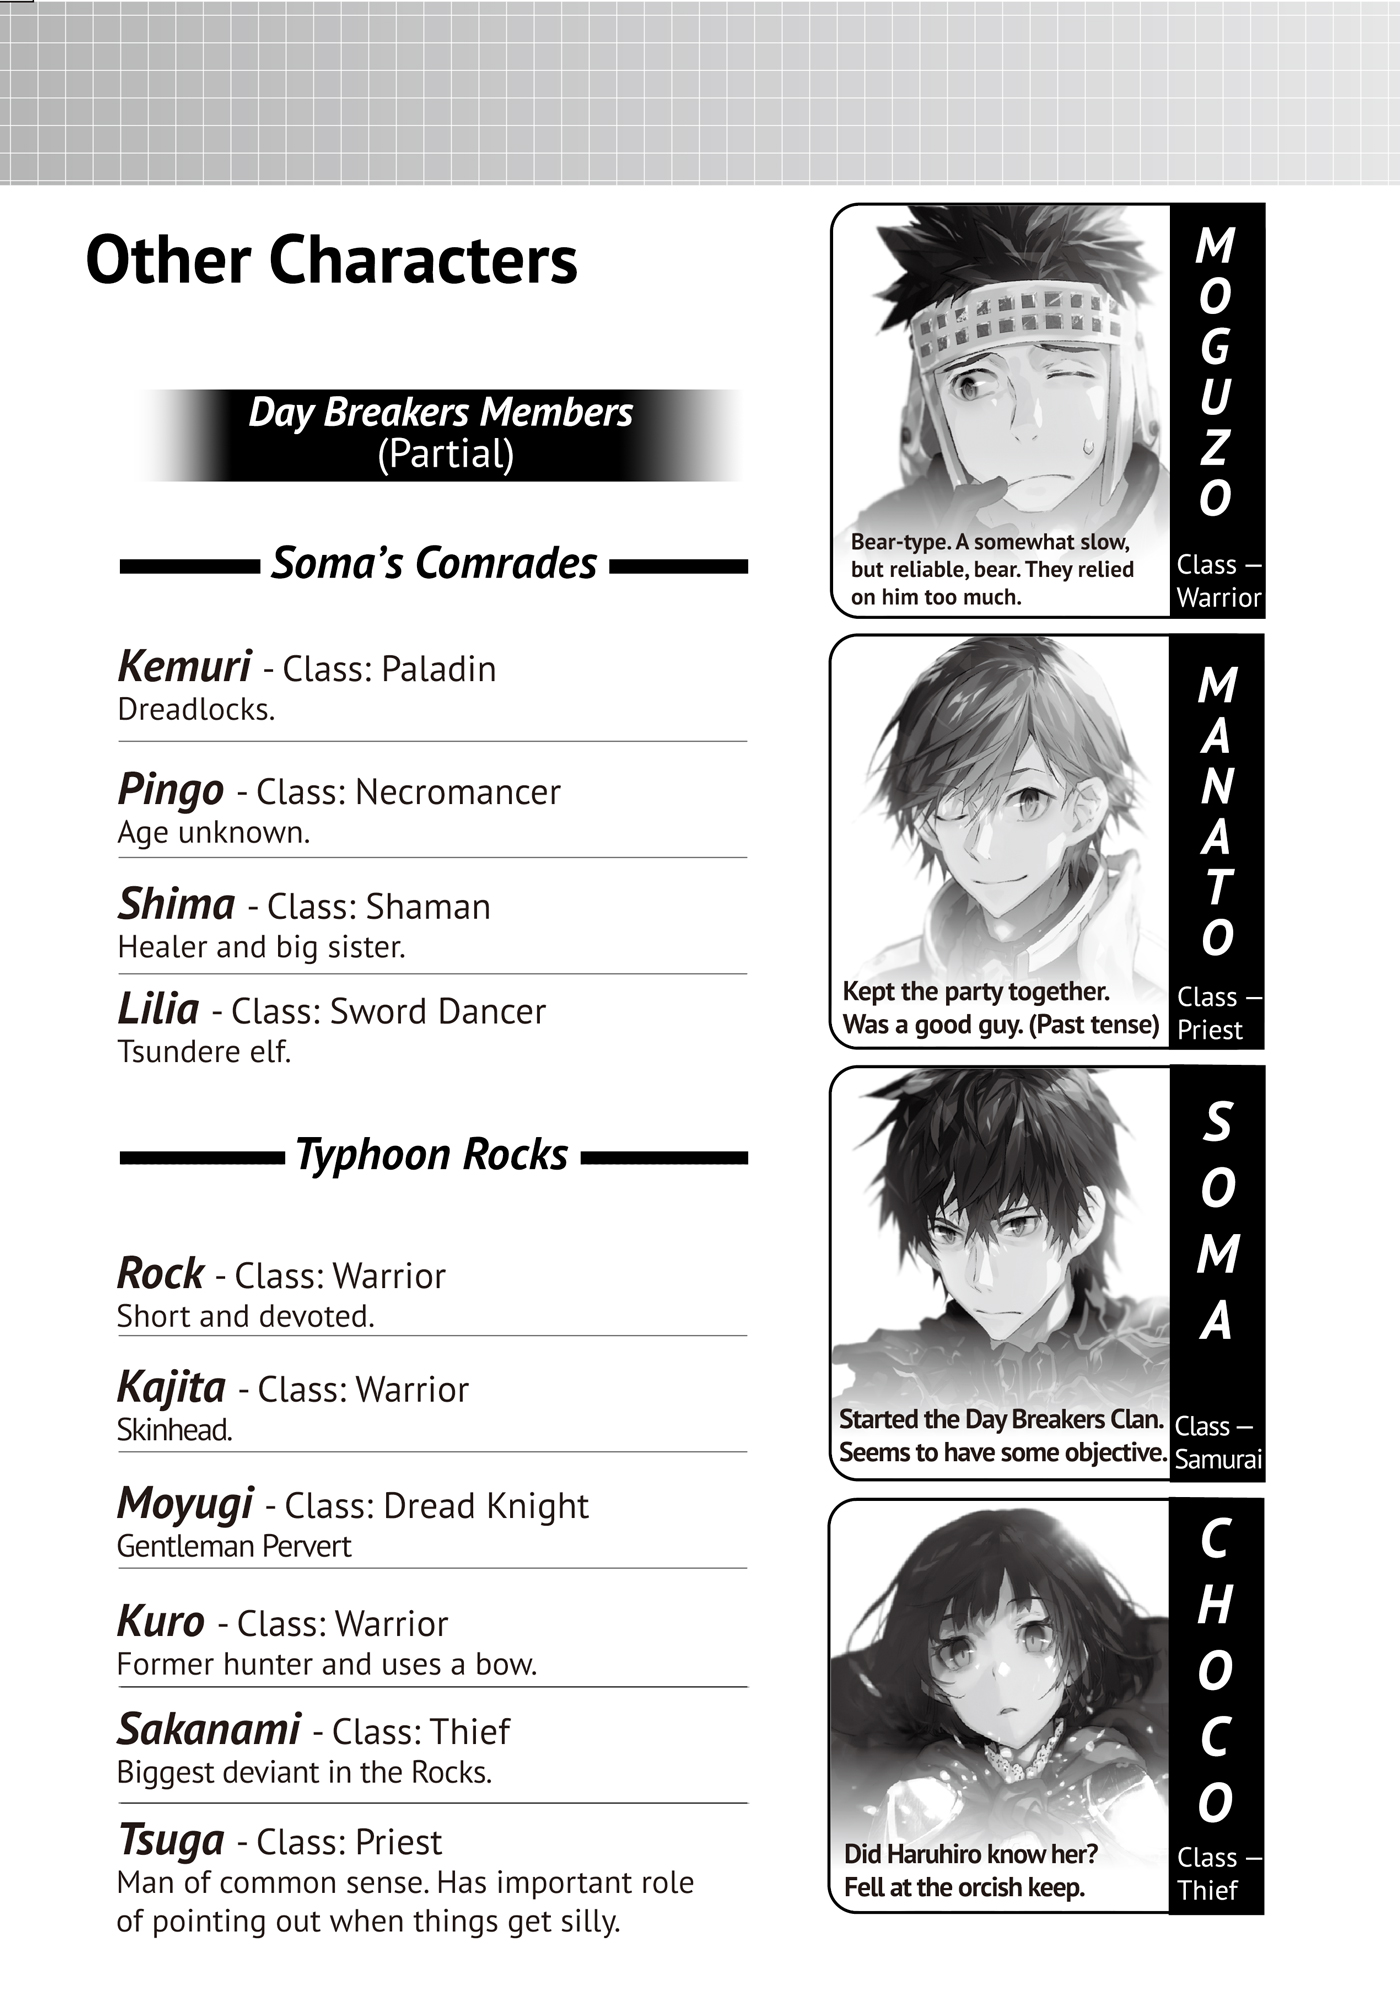 Other Characters
Day Breakers Members
(Partial)
Soma’s Comrades
Kemuri - Class: Paladin
Dreadlocks.
Pingo - Class: Necromancer
Age unknown.
Shima - Class: Shaman
Healer and big sister.
Lilia - Class: Sword Dancer
Tsundere elf.
Typhoon Rocks
Rock - Class: Warrior
Short and devoted.
Kajita - Class: Warrior
Skinhead.
Moyugi - Class: Dread Knight
Gentleman Pervert
Kuro - Class: Warrior
Former hunter and uses a bow.
Sakanami - Class: Thief
Biggest deviant in the Rocks.
Tsuga - Class: Priest
Man of common sense. Has important role
of pointing out when things get silly.
MOGUZO
Class –
Warrior
Bear-type. A somewhat slow,
but reliable, bear. They relied
on him too much.
MANATO
Class –
Priest
Kept the party together.
Was a good guy. (Past tense)
SOMA
Class –
Samurai
Started the Day Breakers Clan.
Seems to have some objective.
CHOCO
Class –
Thief
Did Haruhiro know her?
Fell at the orcish keep.